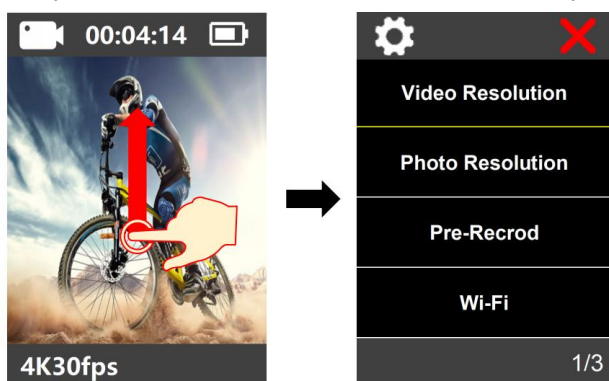 00:04:14
4K30fps
Video Resolution
Photo Resolution
Pre-Recrod
Wi-Fi
1/3